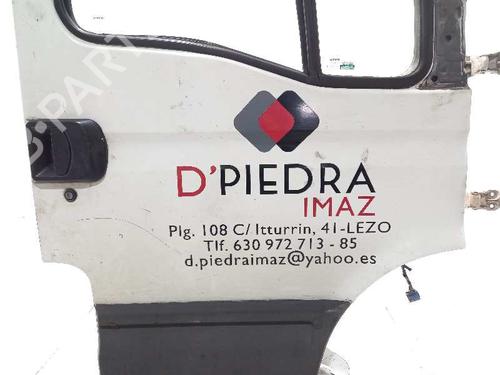 D'PIEDRA
IMAZ
Plg. 108 C/ Itturrin, 41-LEZO
Tlf. 630 972 713 - 85
d.piedraimaz@yahoo.es